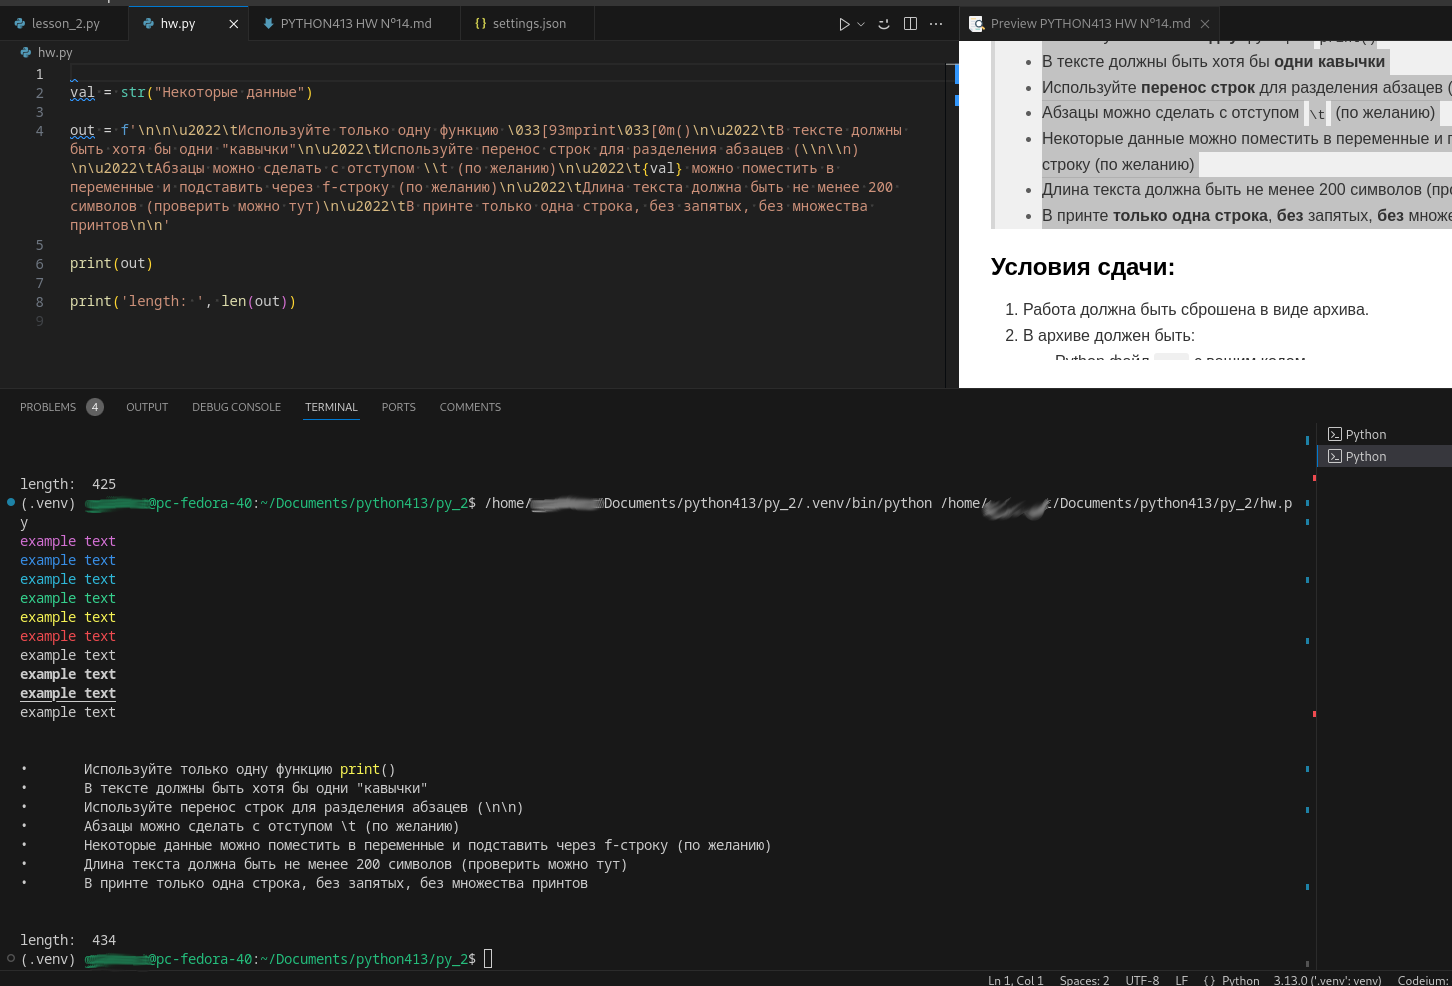 lesson_2.py
hw.py
PYTHON413 HW Nº14.md
{} settings.json
Preview PYTHON413 HW Nº14.md
hw.py
1
2 val = str("Некоторые данные")
3
4 out = f'\n\n\n\u2022\tИспользуйте только одну функцию \033[93mprint\033[0m()\n\u2022\tВ тексте должны
быть хотя бы одни "кавычки"\n\u2022\tИспользуйте перенос строк для разделения абзацев (\\n\\n)
\n\u2022\tАбзацы можно сделать с отступом \\t (по желанию)\n\u2022\t{val} можно поместить в
переменные и подставить через f-строку (по желанию)\n\u2022\tДлина текста должна быть не менее 200
символов (проверить можно тут)\n\u2022\tВ принте только одна строка, без запятых, без множества
принтов\n\n'
5
6 print(out)
7
8 print('length: ', len(out))
9
• В тексте должны быть хотя бы одни кавычки
• Используйте перенос строк для разделения абзацев (
• Абзацы можно сделать с отступом \t (по желанию)
• Некоторые данные можно поместить в переменные и
строку (по желанию)
• Длина текста должна быть не менее 200 символов
• В принте только одна строка, без запятых, без
Условия сдачи:
1. Работа должна быть сброшена в виде архива.
2. В архиве должен быть:
PROBLEMS 4 OUTPUT DEBUG CONSOLE TERMINAL PORTS COMMENTS
Python
Python
length:  425
(.venv) @pc-fedora-40:~/Documents/python413/py_2$ /home/ Documents/python413/py_2/.venv/bin/python /home/ /Documents/python413/py_2/hw.p
y
example text
example text
example text
example text
example text
example text
example text
example text
example text
example text
• Используйте только одну функцию print()
• В тексте должны быть хотя бы одни "кавычки"
• Используйте перенос строк для разделения абзацев (\n\n)
• Абзацы можно сделать с отступом \t (по желанию)
• Некоторые данные можно поместить в переменные и подставить через f-строку (по желанию)
• Длина текста должна быть не менее 200 символов (проверить можно тут)
• В принте только одна строка, без запятых, без множества принтов
length:  434
(.venv) @pc-fedora-40:~/Documents/python413/py_2$
Ln 1, Col 1 Spaces: 2 UTF-8 LF {} Python 3.13.0 ('.venv': venv) Codeium: